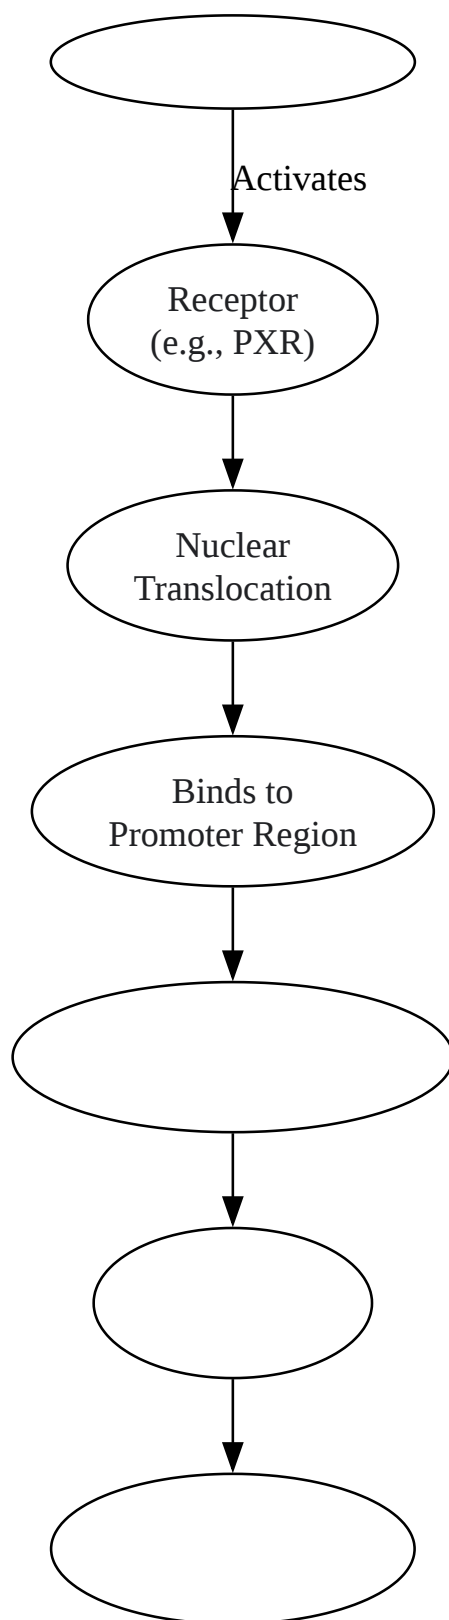 Activates
Receptor
(e.g., PXR)
Nuclear
Translocation
Binds to
Promoter Region